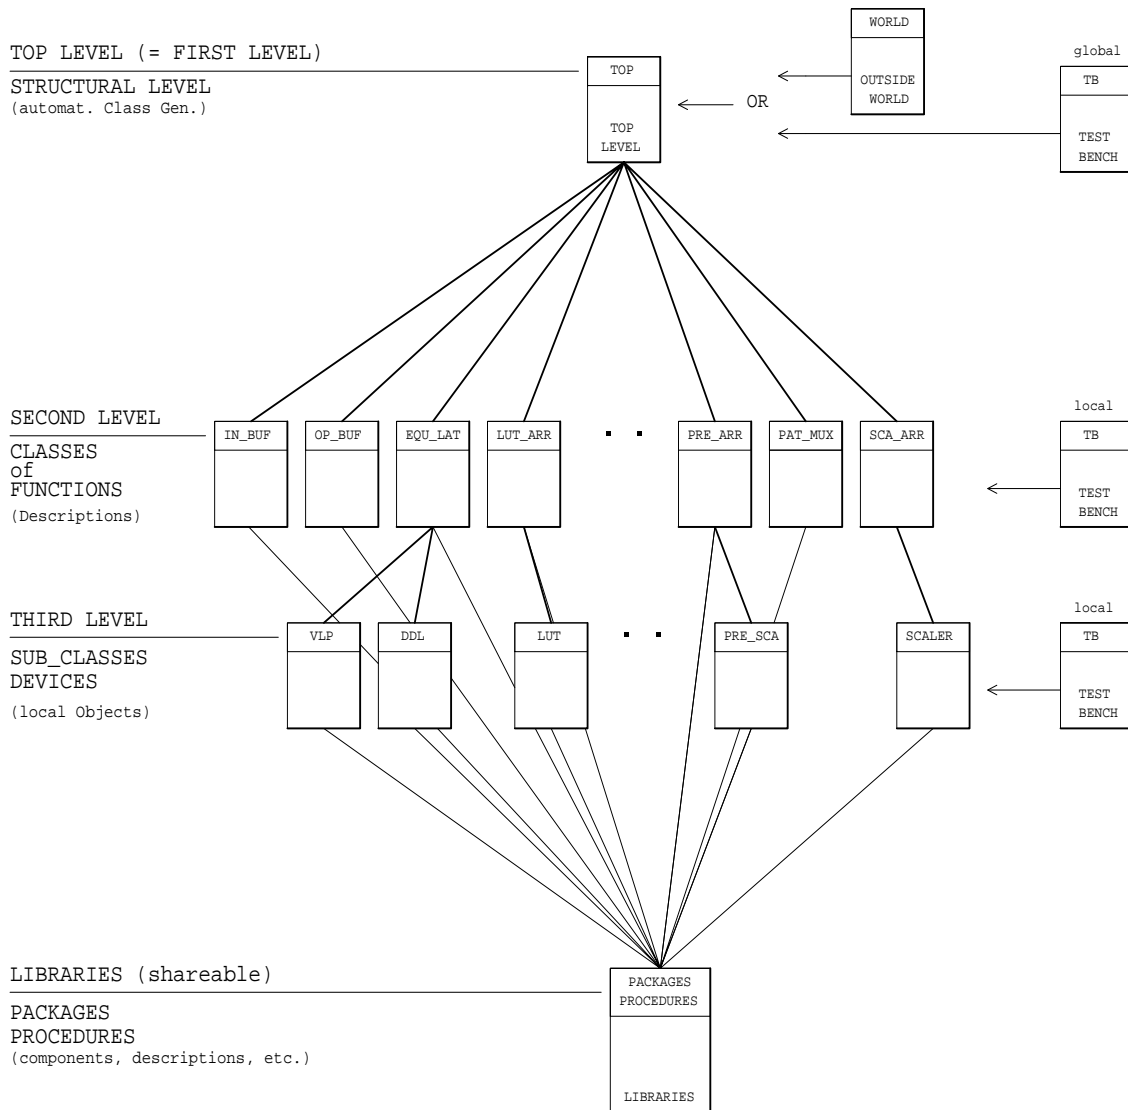 WORLD
TOP LEVEL (= FIRST LEVEL)
global
TOP
TB
STRUCTURAL LEVEL
OUTSIDE
WORLD
(automat. Class Gen.)
OR
TOP
LEVEL
TEST
BENCH
SECOND LEVEL
local
IN_BUF
OP_BUF
EQU_LAT
LUT_ARR
. .
PRE_ARR
PAT_MUX
SCA_ARR
TB
CLASSES
of
FUNCTIONS
(Descriptions)
TEST
BENCH
THIRD LEVEL
local
VLP
DDL
LUT
. .
PRE_SCA
SCALER
TB
SUB_CLASSES
DEVICES
(local Objects)
TEST
BENCH
LIBRARIES (shareable)
PACKAGES
PROCEDURES
PACKAGES
PROCEDURES
(components, descriptions, etc.)
LIBRARIES